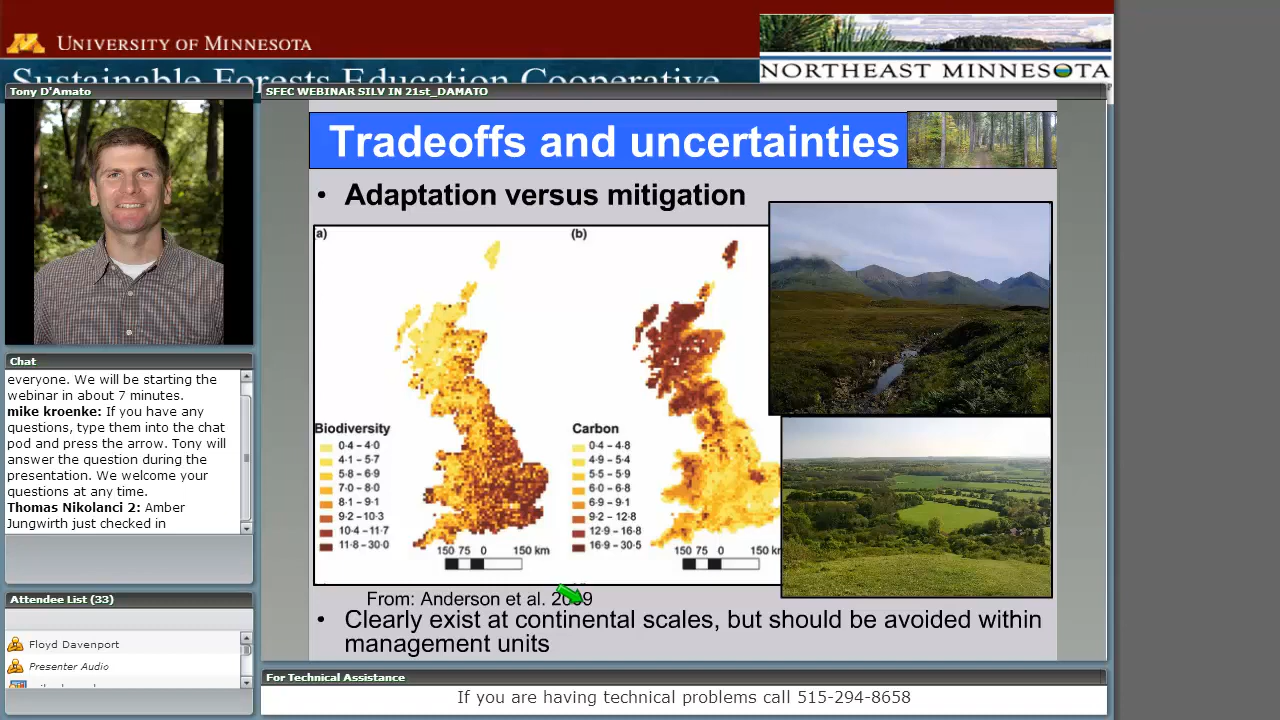 UNIVERSITY OF MINNESOTA
Sustainable Forests Education Cooperative
NORTHEAST MINNESOTA
Tony D'Amato
SFEC WEBINAR SILV IN 21st_DAMATO
Tradeoffs and uncertainties
• Adaptation versus mitigation
a)
(b)
Biodiversity
0·4 – 4·0
4·1 – 5·7
5·8 – 6·9
7·0 – 8·0
8·1 – 9·1
9·2 – 10·3
10·4 – 11·7
11·8 – 30·0
150 75 0 150 km
Carbon
0·4 – 4·8
4·9 – 5·4
5·5 – 5·9
6·0 – 6·8
6·9 – 9·1
9·2 – 12·8
12·9 – 16·8
16·9 – 30·5
150 75 0 150 km
From: Anderson et al. 2009
• Clearly exist at continental scales, but should be avoided within
management units
Chat
everyone. We will be starting the
webinar in about 7 minutes.
mike kroenke: If you have any
questions, type them into the chat
pod and press the arrow. Tony will
answer the question during the
presentation. We welcome your
questions at any time.
Thomas Nikolanci 2: Amber
Jungwirth just checked in
Attendee List (33)
Floyd Davenport
Presenter Audio
For Technical Assistance
If you are having technical problems call 515-294-8658